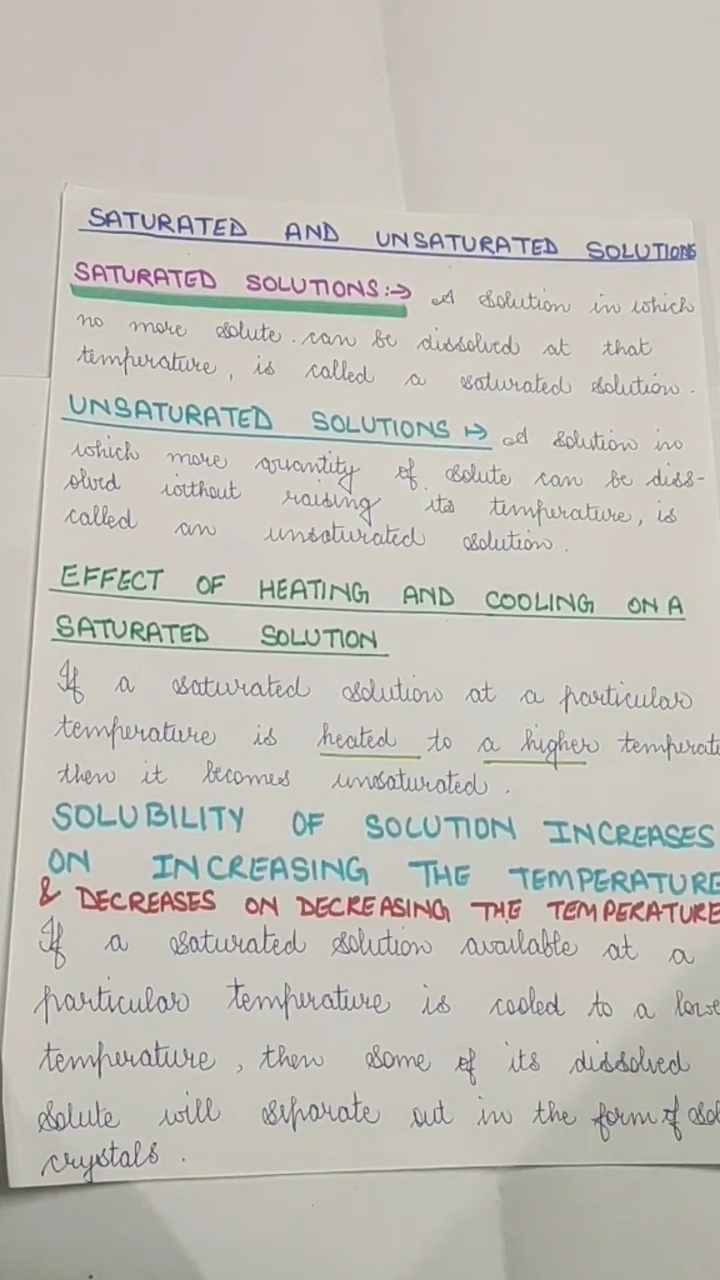 SATURATED AND UNSATURATED SOLUTIONS
SATURATED SOLUTIONS:→ A solution in which
no more solute can be dissolved at that
temperature, is called a saturated solution.
UNSATURATED SOLUTIONS → A solution in
which more quantity of solute can be diss-
olved without raising its temperature, is
called an unsaturated solution.
EFFECT OF HEATING AND COOLING ON A
SATURATED SOLUTION
If a saturated solution at a particular
temperature is heated to a higher temperat
then it becomes unsaturated.
SOLUBILITY OF SOLUTION INCREASES
ON INCREASING THE TEMPERATURE
& DECREASES ON DECREASING THE TEMPERATURE
If a saturated solution available at a
particular temperature is cooled to a lowe
temperature, then some of its dissolved
solute will separate out in the form of sol
crystals.